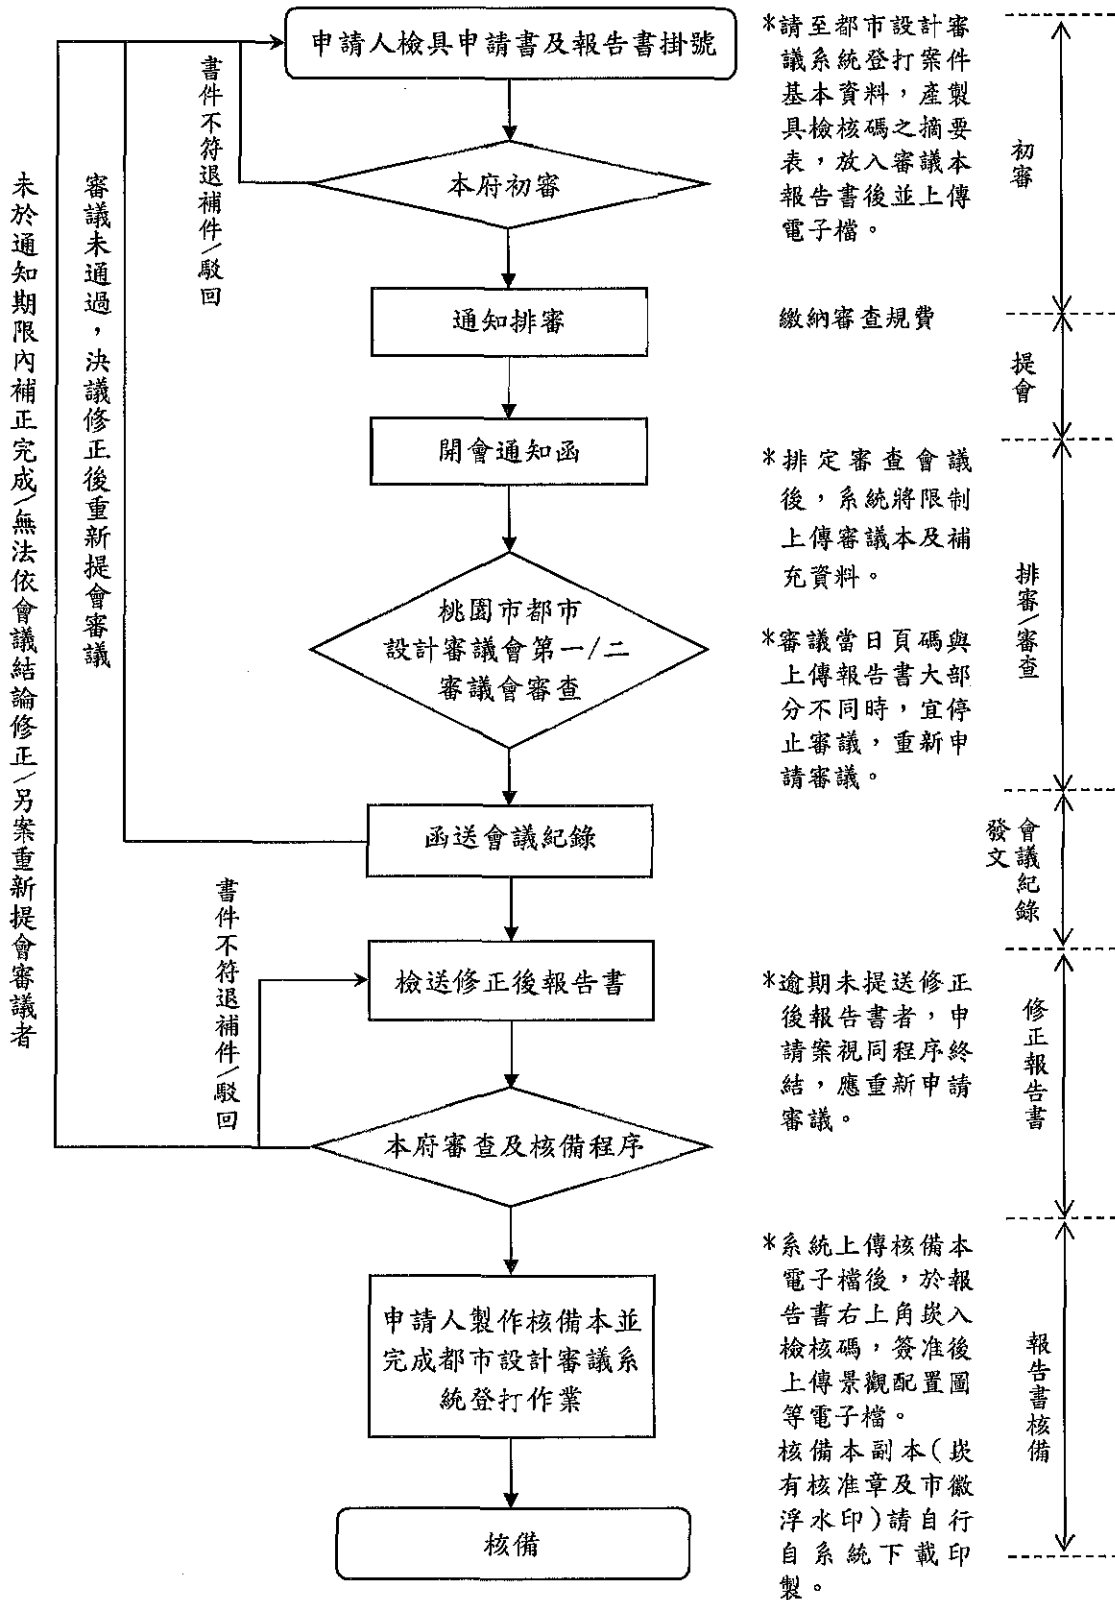 申請人檢具申請書及報告書掛號
*請至都市設計審
議系統登打案件
基本資料，產製
具檢核碼之摘要
表，放入審議本
報告書後並上傳
電子檔。
初審
書件不符退補件/駁回
本府初審
審議未通過，決議修正後重新提會審議
未於通知期限內補正完成/無法依會議結論修正/另案重新提會審議者
通知排審
繳納審查規費
提會
開會通知函
*排定審查會議
後，系統將限制
上傳審議本及補
充資料。
排審/審查
桃園市都市
設計審議會第一/二
審議會審查
*審議當日頁碼與
上傳報告書大部
分不同時，宜停
止審議，重新申
請審議。
函送會議紀錄
會議紀錄
發文
書件不符退補件/駁回
檢送修正後報告書
*逾期未提送修正
後報告書者，申
請案視同程序終
結，應重新申請
審議。
修正報告書
本府審查及核備程序
申請人製作核備本並
完成都市設計審議系
統登打作業
*系統上傳核備本
電子檔後，於報
告書右上角崁入
檢核碼，簽准後
上傳景觀配置圖
等電子檔。
核備本副本(崁
有核准章及市徽
浮水印)請自行
自系統下載印
製。
報告書核備
核備